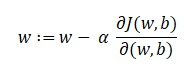 w := w − α ∂J(w, b) / ∂(w, b)